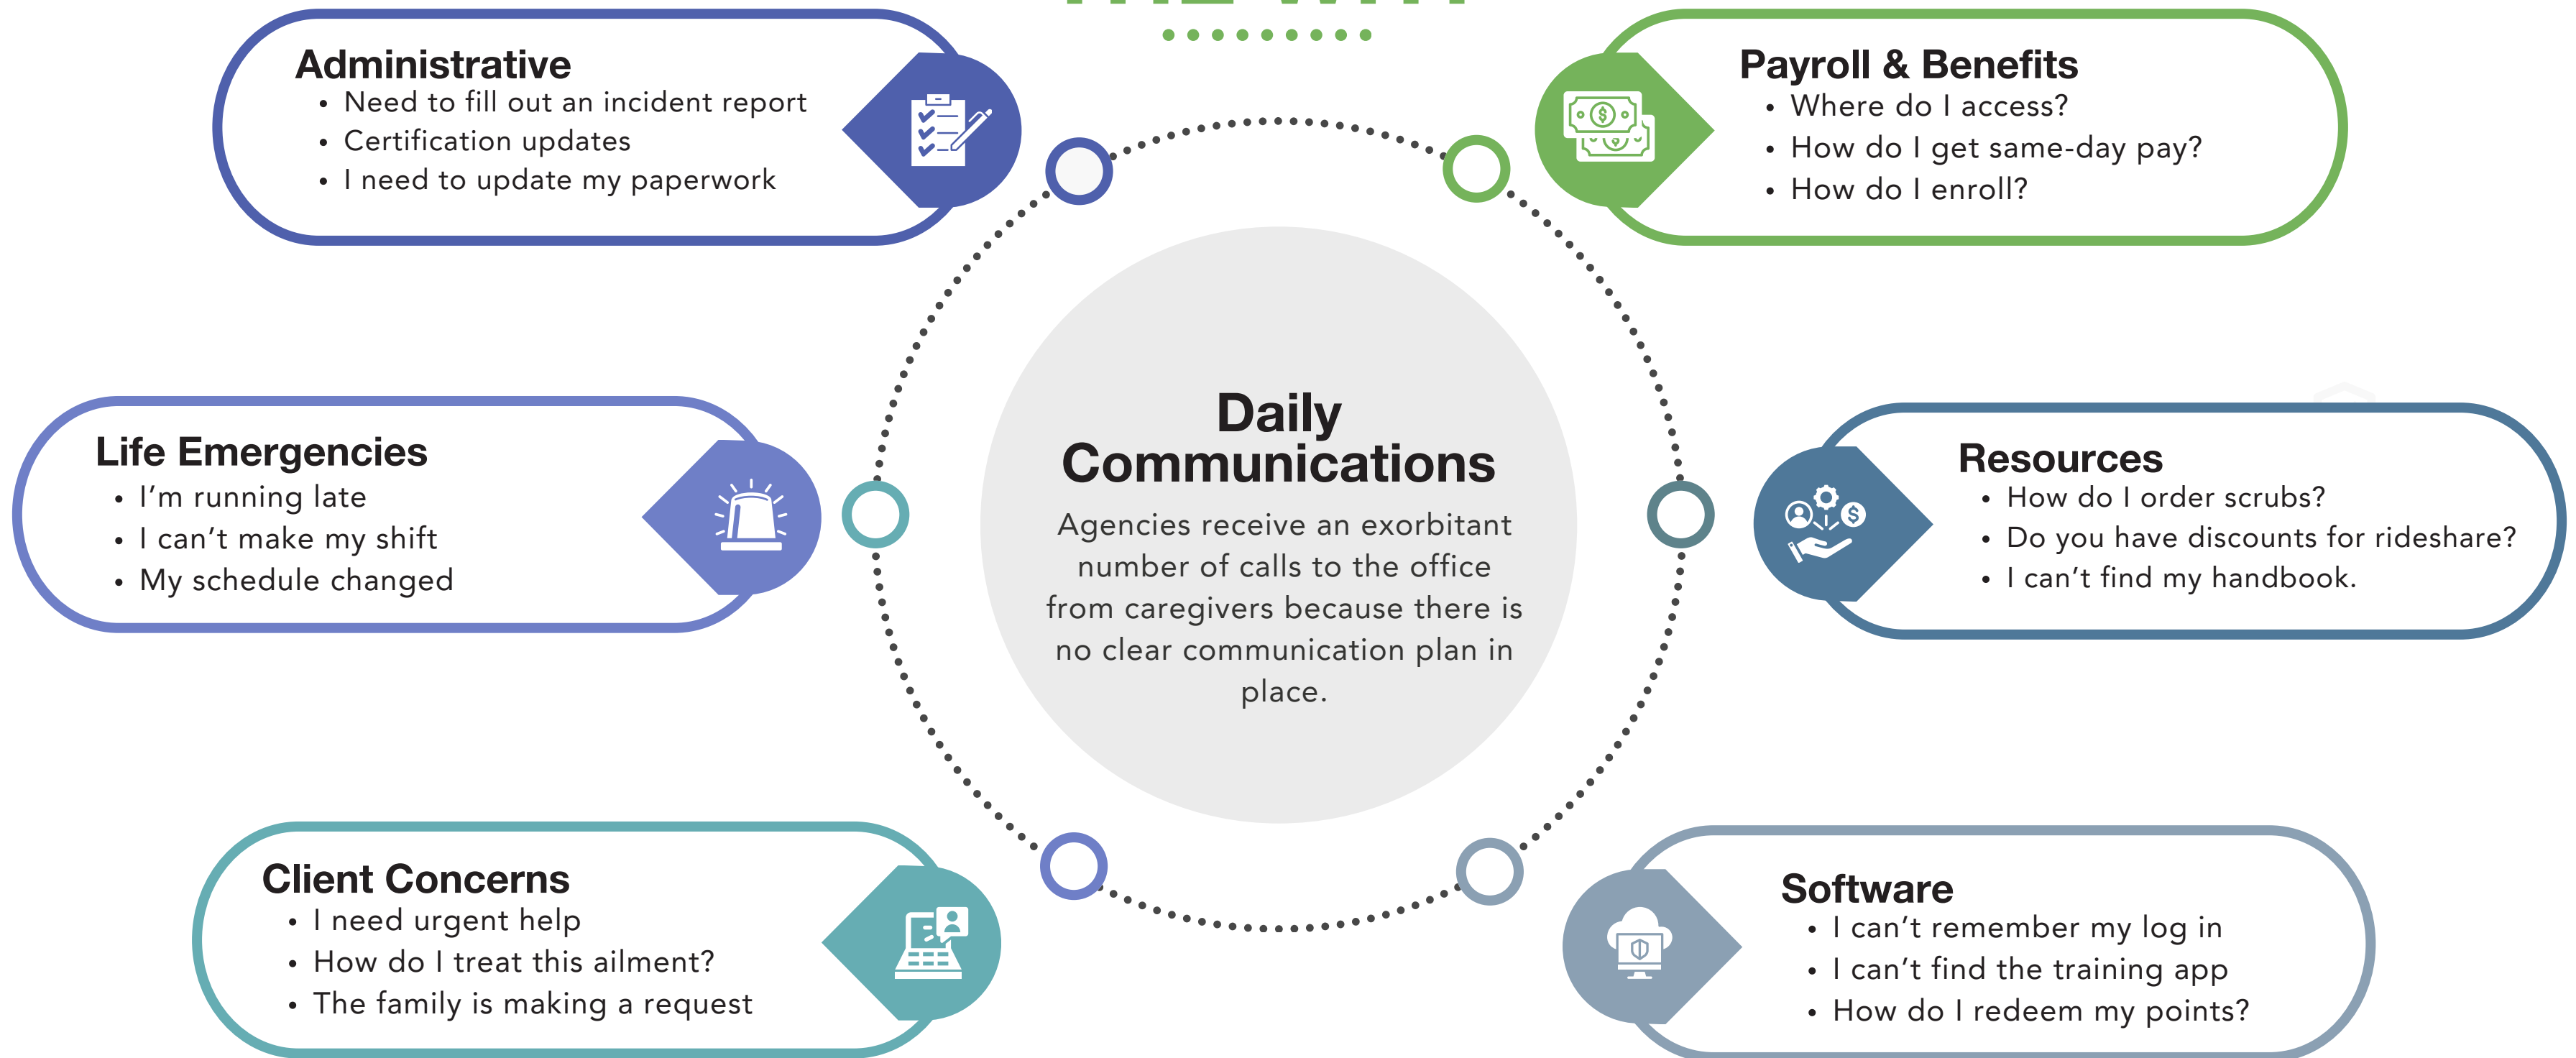 Administrative
• Need to fill out an incident report
• Certification updates
• I need to update my paperwork
Payroll & Benefits
• Where do I access?
• How do I get same-day pay?
• How do I enroll?
Life Emergencies
• I’m running late
• I can’t make my shift
• My schedule changed
Daily
Communications
Agencies receive an exorbitant
number of calls to the office
from caregivers because there is
no clear communication plan in
place.
Resources
• How do I order scrubs?
• Do you have discounts for rideshare?
• I can’t find my handbook.
Client Concerns
• I need urgent help
• How do I treat this ailment?
• The family is making a request
Software
• I can’t remember my log in
• I can’t find the training app
• How do I redeem my points?